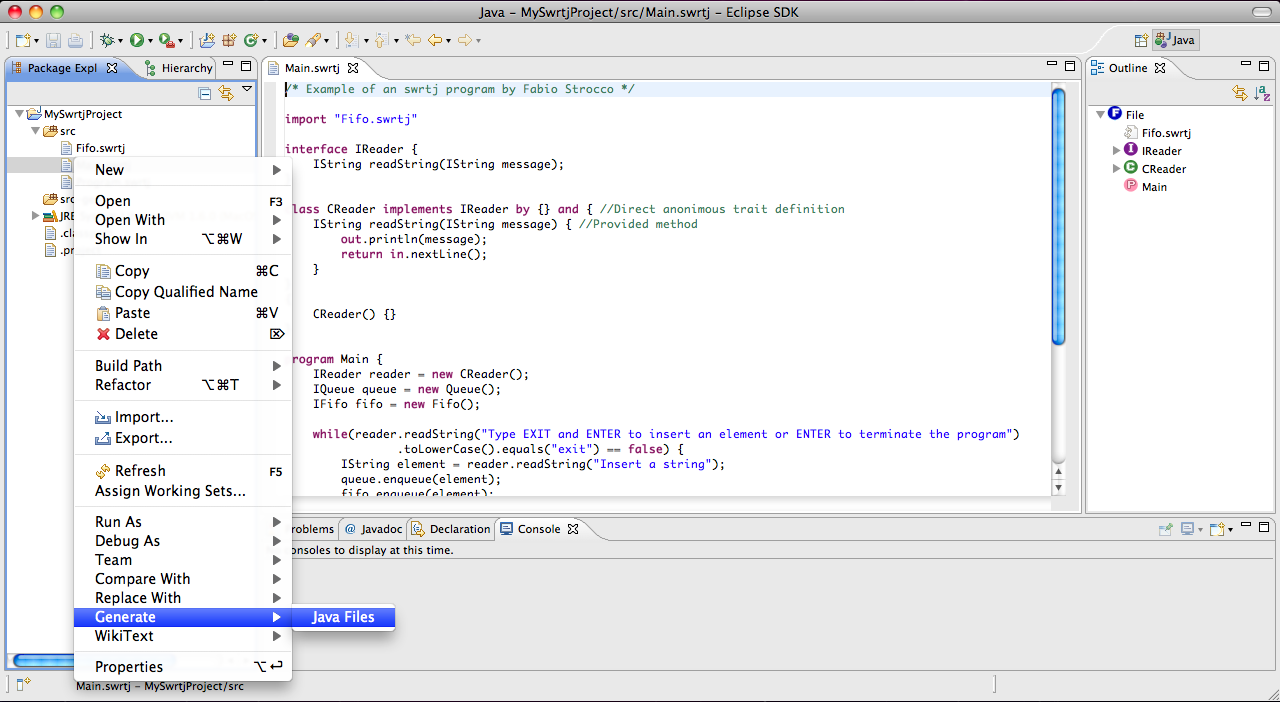 Java – MySwrtjProject/src/Main.swrtj – Eclipse SDK
Java
Package Expl
Hierarchy
MySwrtjProject
src
Fifo.swrtj
src
JRE
.cla
.pr
New
Open F3
Open With
Show In ⌥⌘W
Copy ⌘C
Copy Qualified Name
Paste ⌘V
Delete ⌦
Build Path
Refactor ⌥⌘T
Import...
Export...
Refresh F5
Assign Working Sets...
Run As
Debug As
Team
Compare With
Replace With
Generate
Java Files
WikiText
Properties ⌥↩
Main.swrtj
/* Example of an swrtj program by Fabio Strocco */
import "Fifo.swrtj"
interface IReader {
IString readString(IString message);
lass CReader implements IReader by {} and { //Direct anonimous trait definition
IString readString(IString message) { //Provided method
out.println(message);
return in.nextLine();
}
CReader() {}
rogram Main {
IReader reader = new CReader();
IQueue queue = new Queue();
IFifo fifo = new Fifo();
while(reader.readString("Type EXIT and ENTER to insert an element or ENTER to terminate the program")
.toLowerCase().equals("exit") == false) {
IString element = reader.readString("Insert a string");
queue.enqueue(element);
fifo.enqueue(element);
Outline
File
Fifo.swrtj
IReader
CReader
Main
roblems
@ Javadoc
Declaration
Console
onsoles to display at this time.
Main.swrtj – MySwrtjProject/src